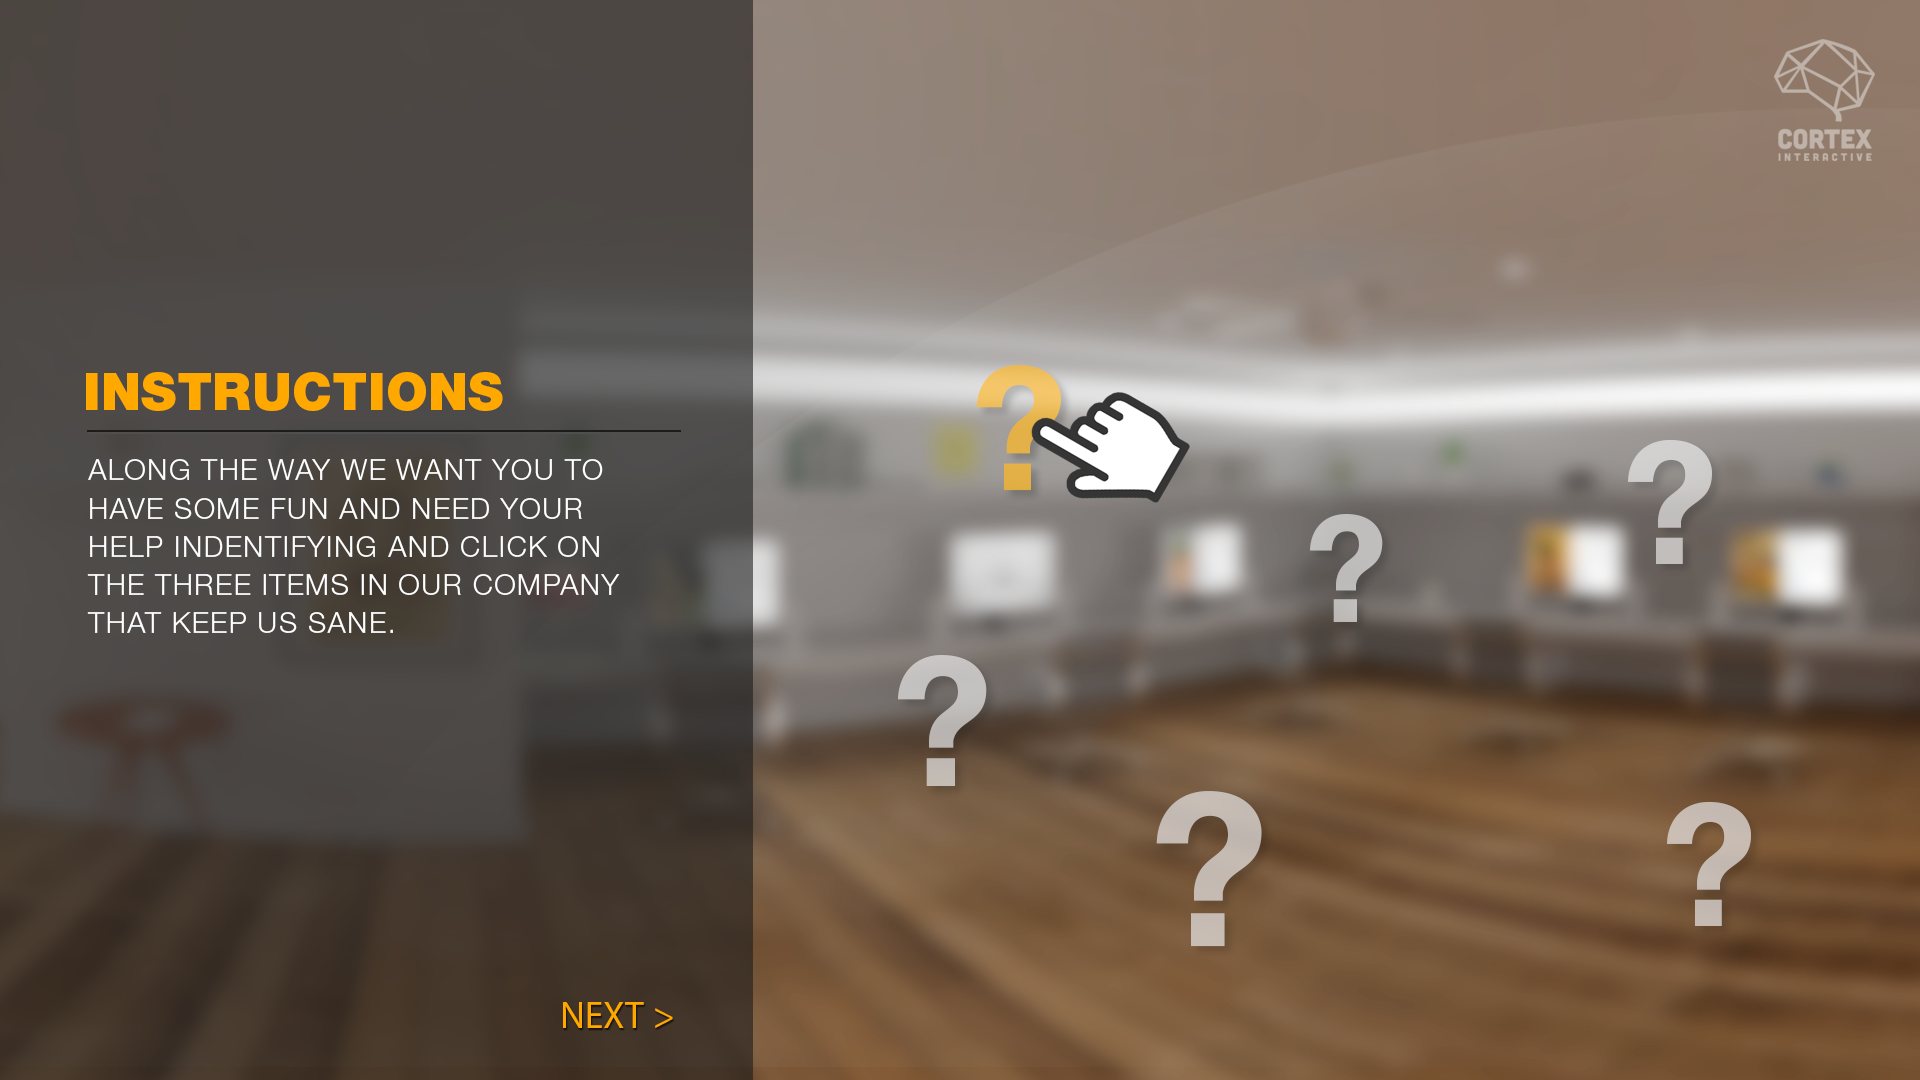 CORTEX
INTERACTIVE
INSTRUCTIONS
ALONG THE WAY WE WANT YOU TO
HAVE SOME FUN AND NEED YOUR
HELP INDENTIFYING AND CLICK ON
THE THREE ITEMS IN OUR COMPANY
THAT KEEP US SANE.
?
?
?
?
?
?
NEXT >